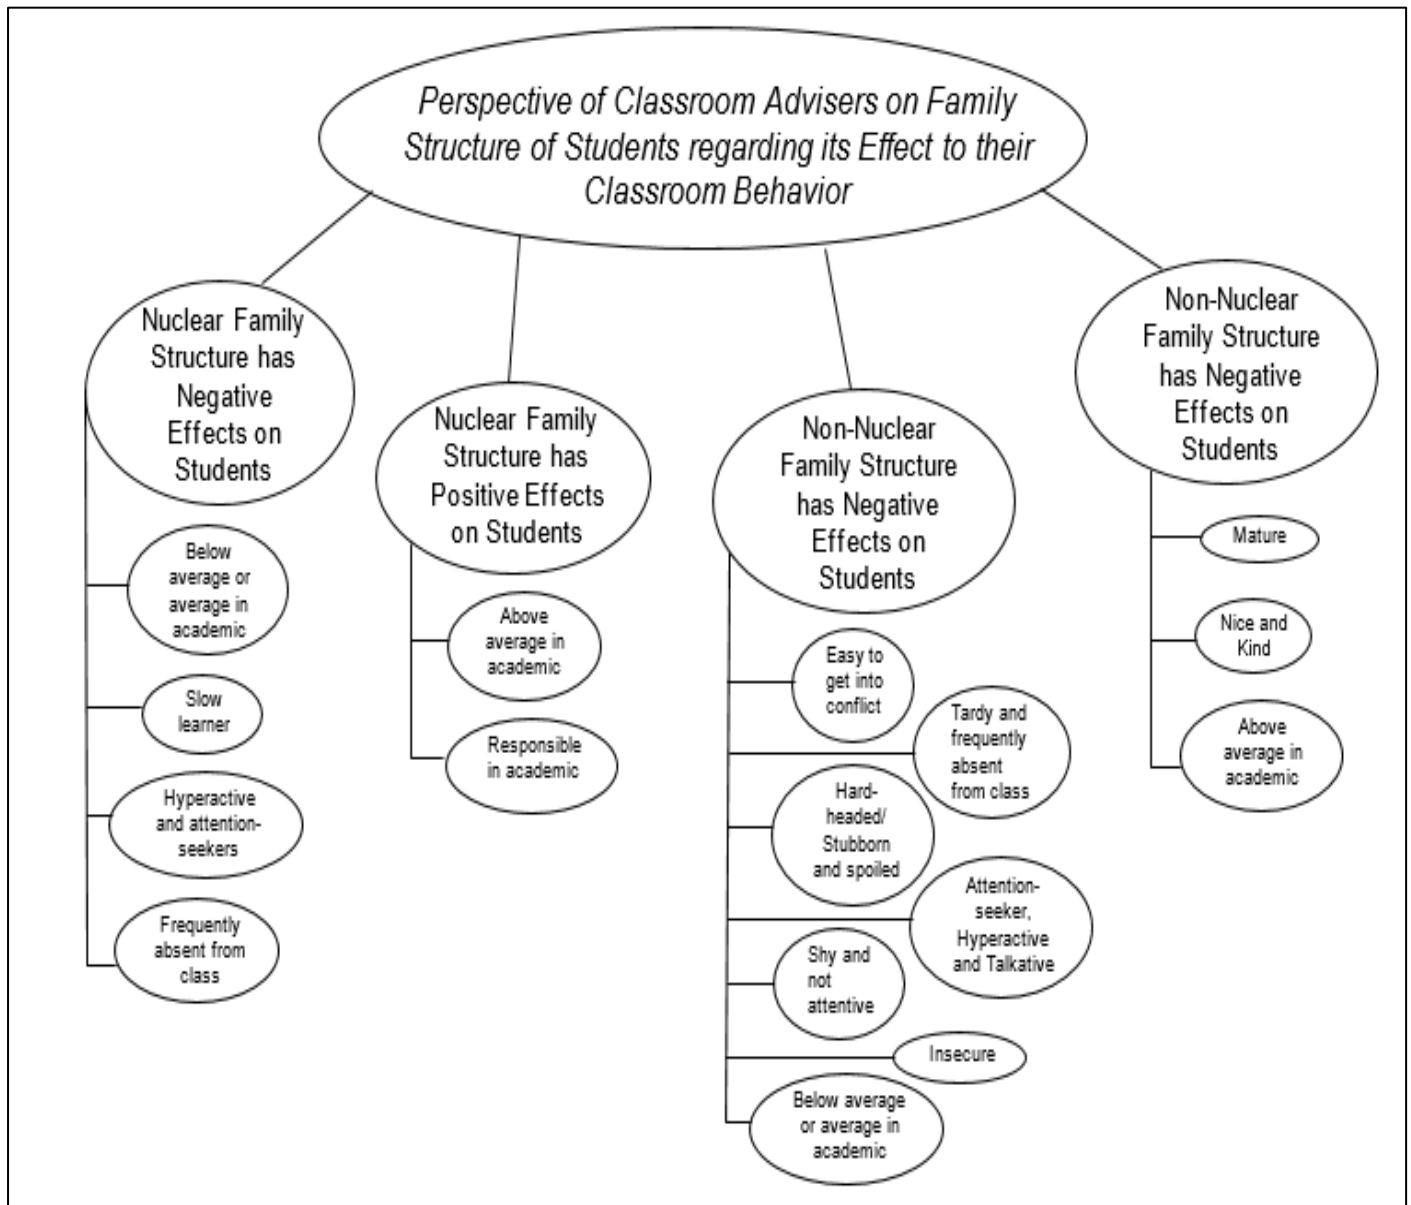 Perspective of Classroom Advisers on Family
Structure of Students regarding its Effect to their
Classroom Behavior
Nuclear Family
Structure has
Negative
Effects on
Students
Below
average or
average in
academic
Slow
learner
Hyperactive
and attention-
seekers
Frequently
absent from
class
Nuclear Family
Structure has
Positive Effects
on Students
Above
average in
academic
Responsible
in academic
Non-Nuclear
Family Structure
has Negative
Effects on
Students
Easy to
get into
conflict
Tardy and
frequently
absent
from class
Hard-
headed/
Stubborn
and spoiled
Attention-
seeker,
Hyperactive
and Talkative
Shy and
not
attentive
Insecure
Below average
or average in
academic
Non-Nuclear
Family Structure
has Negative
Effects on
Students
Mature
Nice and
Kind
Above
average in
academic